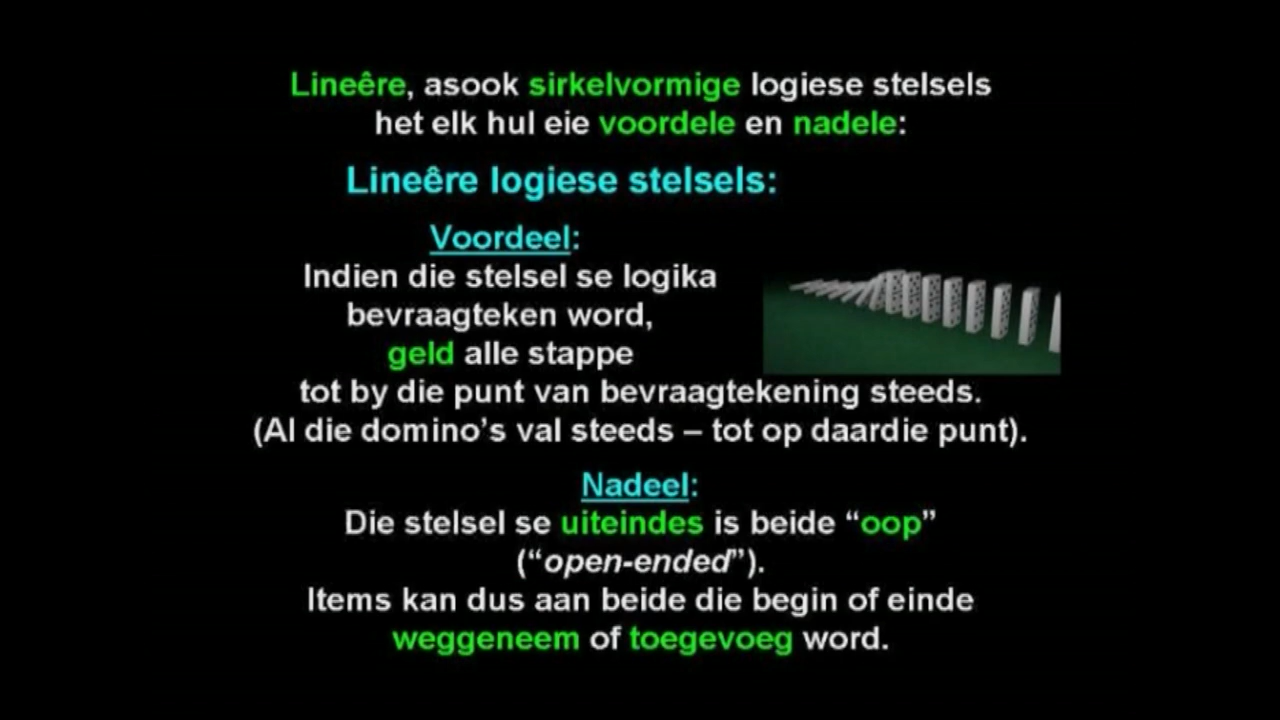 Lineêre, asook sirkelvormige logiese stelsels
het elk hul eie voordele en nadele:
Lineêre logiese stelsels:
Voordeel:
Indien die stelsel se logika
bevraagteken word,
geld alle stappe
tot by die punt van bevraagtekening steeds.
(Al die domino’s val steeds – tot op daardie punt).
Nadeel:
Die stelsel se uiteindes is beide “oop”
(“open-ended”).
Items kan dus aan beide die begin of einde
weggeneem of toegevoeg word.